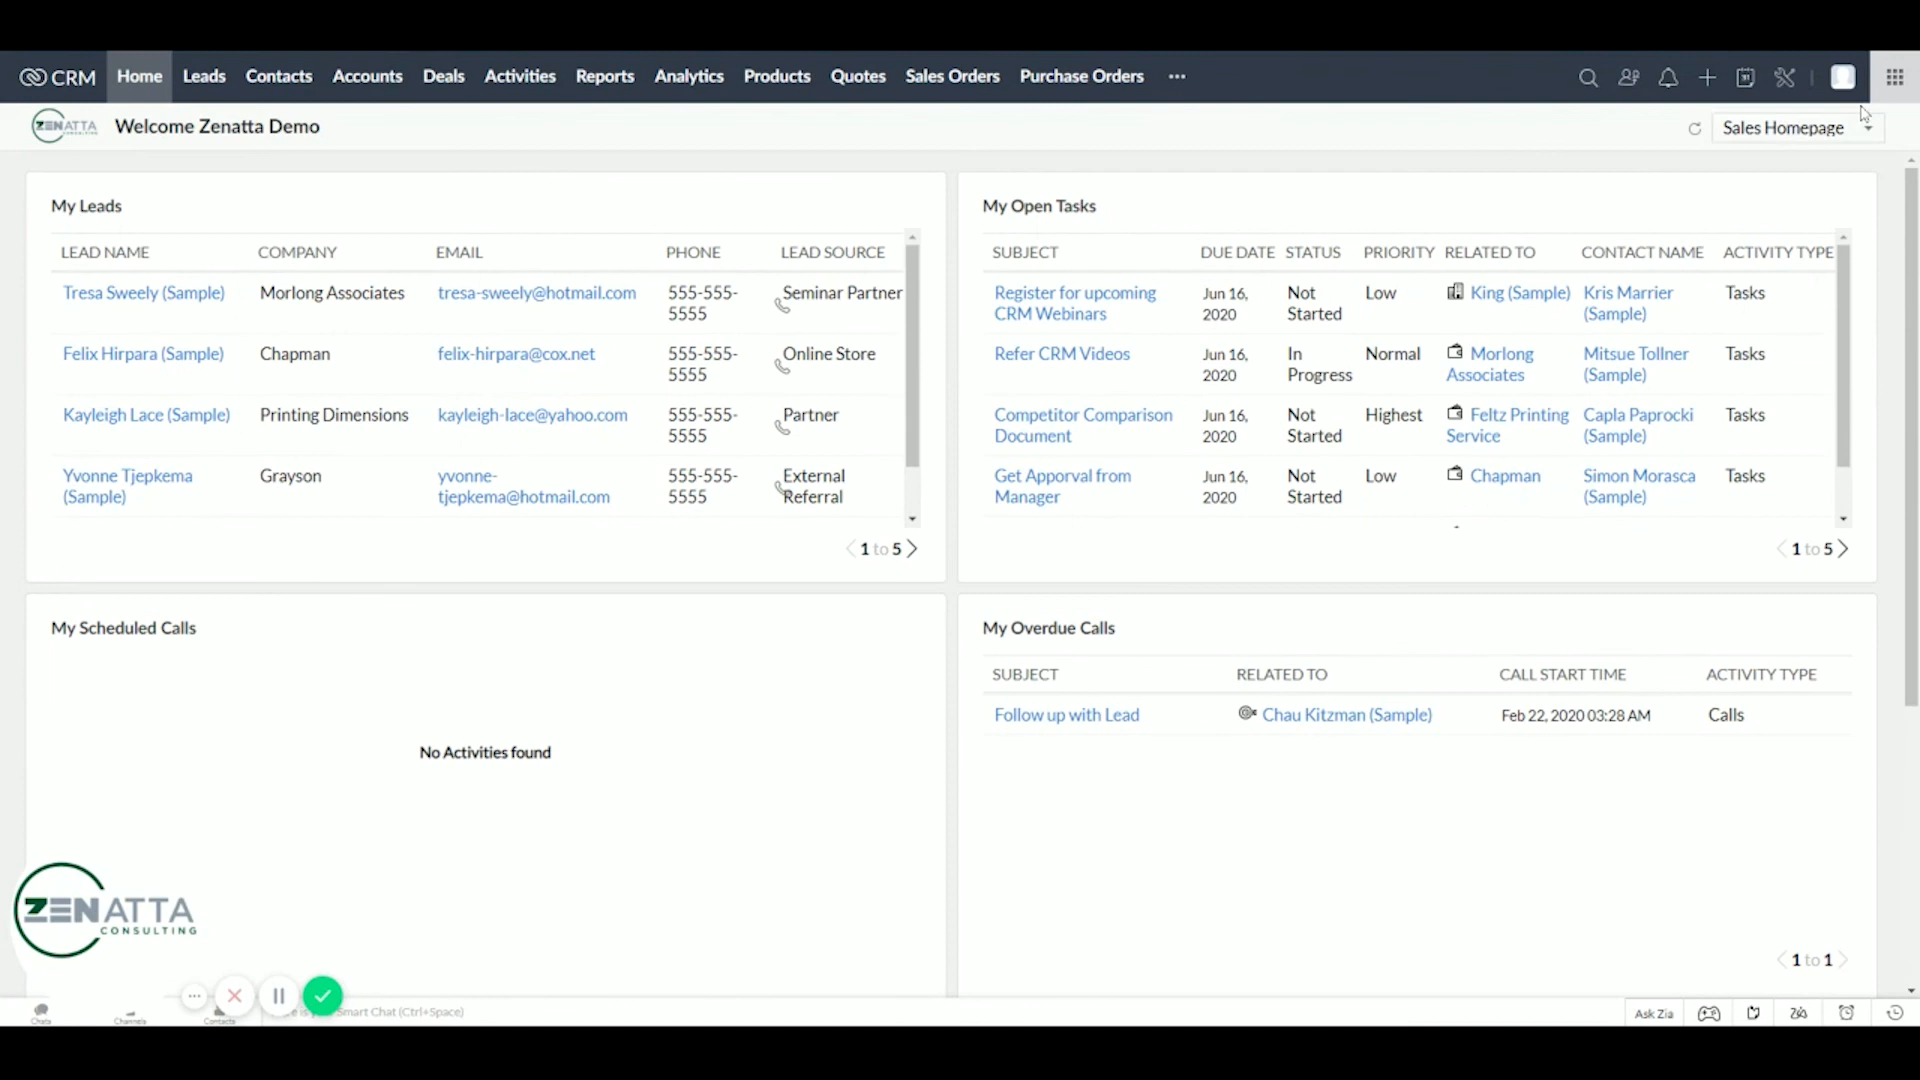 CRM Home Leads Contacts Accounts Deals Activities Reports Analytics Products Quotes Sales Orders Purchase Orders ...
ZENATTA
CONSULTING
Welcome Zenatta Demo
Sales Homepage
My Leads
LEAD NAME COMPANY EMAIL PHONE LEAD SOURCE
Tresa Sweely (Sample) Morlong Associates tresa-sweely@hotmail.com 555-555- Seminar Partner
5555
Felix Hirpara (Sample) Chapman felix-hirpara@cox.net 555-555- Online Store
5555
Kayleigh Lace (Sample) Printing Dimensions kayleigh-lace@yahoo.com 555-555- Partner
5555
Yvonne Tjepkema Grayson yvonne- 555-555- External
(Sample) tjepkema@hotmail.com 5555 Referral
1 to 5
My Open Tasks
SUBJECT DUE DATE STATUS PRIORITY RELATED TO CONTACT NAME ACTIVITY TYPE
Register for upcoming Jun 16, Not Low King (Sample) Kris Marrier Tasks
CRM Webinars 2020 Started (Sample)
Refer CRM Videos Jun 16, In Normal Morlong Mitsue Tollner Tasks
2020 Progress Associates (Sample)
Competitor Comparison Jun 16, Not Highest Feltz Printing Capla Paprocki Tasks
Document 2020 Started Service (Sample)
Get Apporval from Jun 16, Not Low Chapman Simon Morasca Tasks
Manager 2020 Started (Sample)
1 to 5
My Scheduled Calls
No Activities found
My Overdue Calls
SUBJECT RELATED TO CALL START TIME ACTIVITY TYPE
Follow up with Lead Chau Kitzman (Sample) Feb 22, 2020 03:28 AM Calls
1 to 1
ZENATTA
CONSULTING
Chats Channels Contacts Smart Chat (Ctrl+Space)
Ask Zia